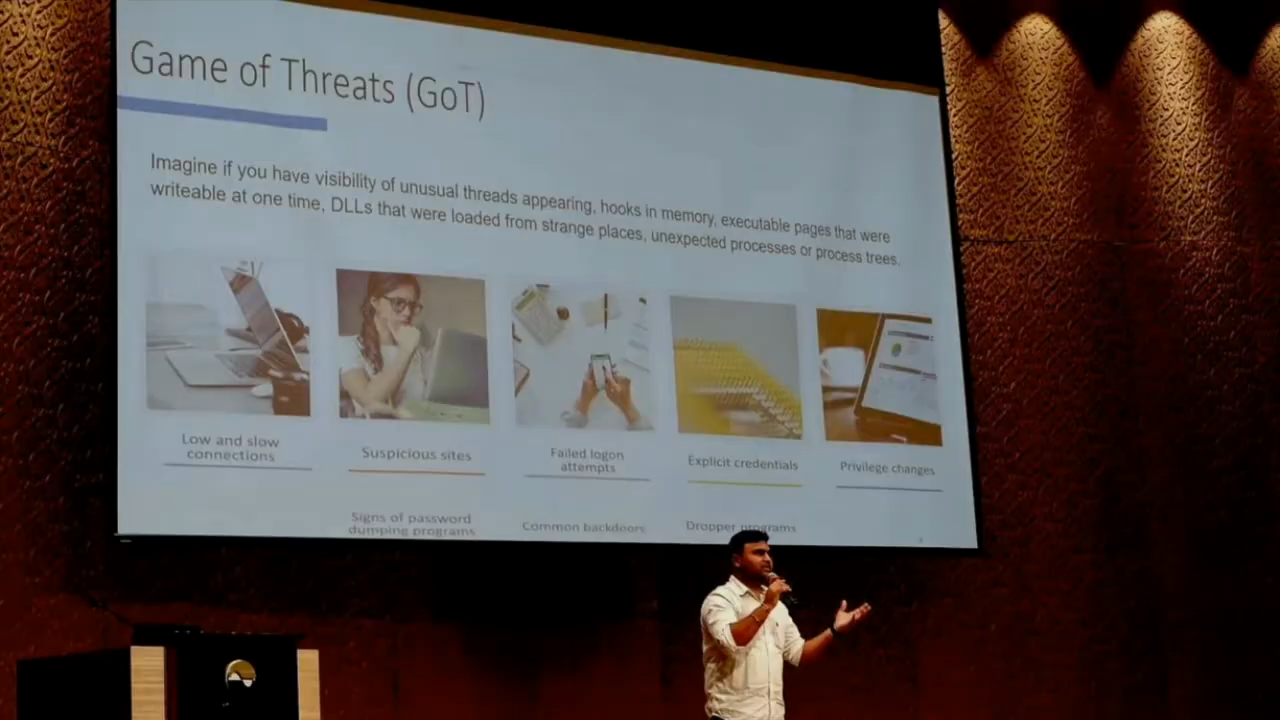 Game of Threats (GoT)
Imagine if you have visibility of unusual threads appearing, hooks in memory, executable pages that were
writeable at one time, DLLs that were loaded from strange places, unexpected processes or process trees.
Low and slow
connections
Suspicious sites
Failed logon
attempts
Explicit credentials
Privilege changes
Signs of password
dumping programs
Common backdoors
Dropper programs